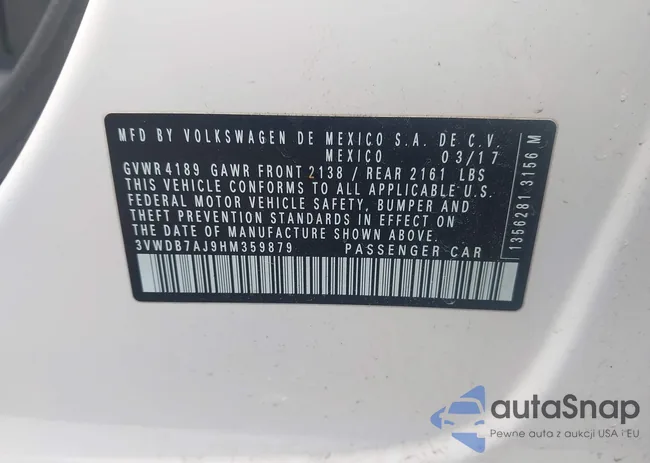 MFD BY VOLKSWAGEN DE MEXICO S.A. DE C.V.
MEXICO 03/17
GVWR 4189 GAWR FRONT 2138 / REAR 2161 LBS
THIS VEHICLE CONFORMS TO ALL APPLICABLE U.S.
FEDERAL MOTOR VEHICLE SAFETY, BUMPER AND
THEFT PREVENTION STANDARDS IN EFFECT ON
THE DATE OF MANUFACTURE SHOWN ABOVE.
3VWDB7AJ9HM359879 PASSENGER CAR
1356281 3156 M
autaSnap
Pewne auta z aukcji USA i EU